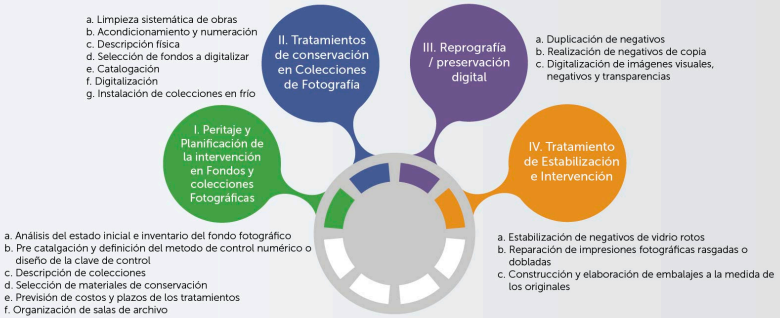 I. Peritaje y
Planificación de
la intervención
en Fondos y
colecciones
Fotográficas
a. Análisis del estado inicial e inventario del fondo fotográfico
b. Pre catalgación y definición del metodo de control numérico o
diseño de la clave de control
c. Descripción de colecciones
d. Selección de materiales de conservación
e. Previsión de costos y plazos de los tratamientos
f. Organización de salas de archivo
II. Tratamientos
de conservación
en Colecciones
de Fotografía
a. Limpieza sistemática de obras
b. Acondicionamiento y numeración
c. Descripción física
d. Selección de fondos a digitalizar
e. Catalogación
f. Digitalización
g. Instalación de colecciones en frío
III. Reprografía
/ preservación
digital
a. Duplicación de negativos
b. Realización de negativos de copia
c. Digitalización de imágenes visuales,
negativos y transparencias
IV. Tratamiento
de Estabilización
e Intervención
a. Estabilización de negativos de vidrio rotos
b. Reparación de impresiones fotográficas rasgadas o
dobladas
c. Construcción y elaboración de embalajes a la medida de
los originales